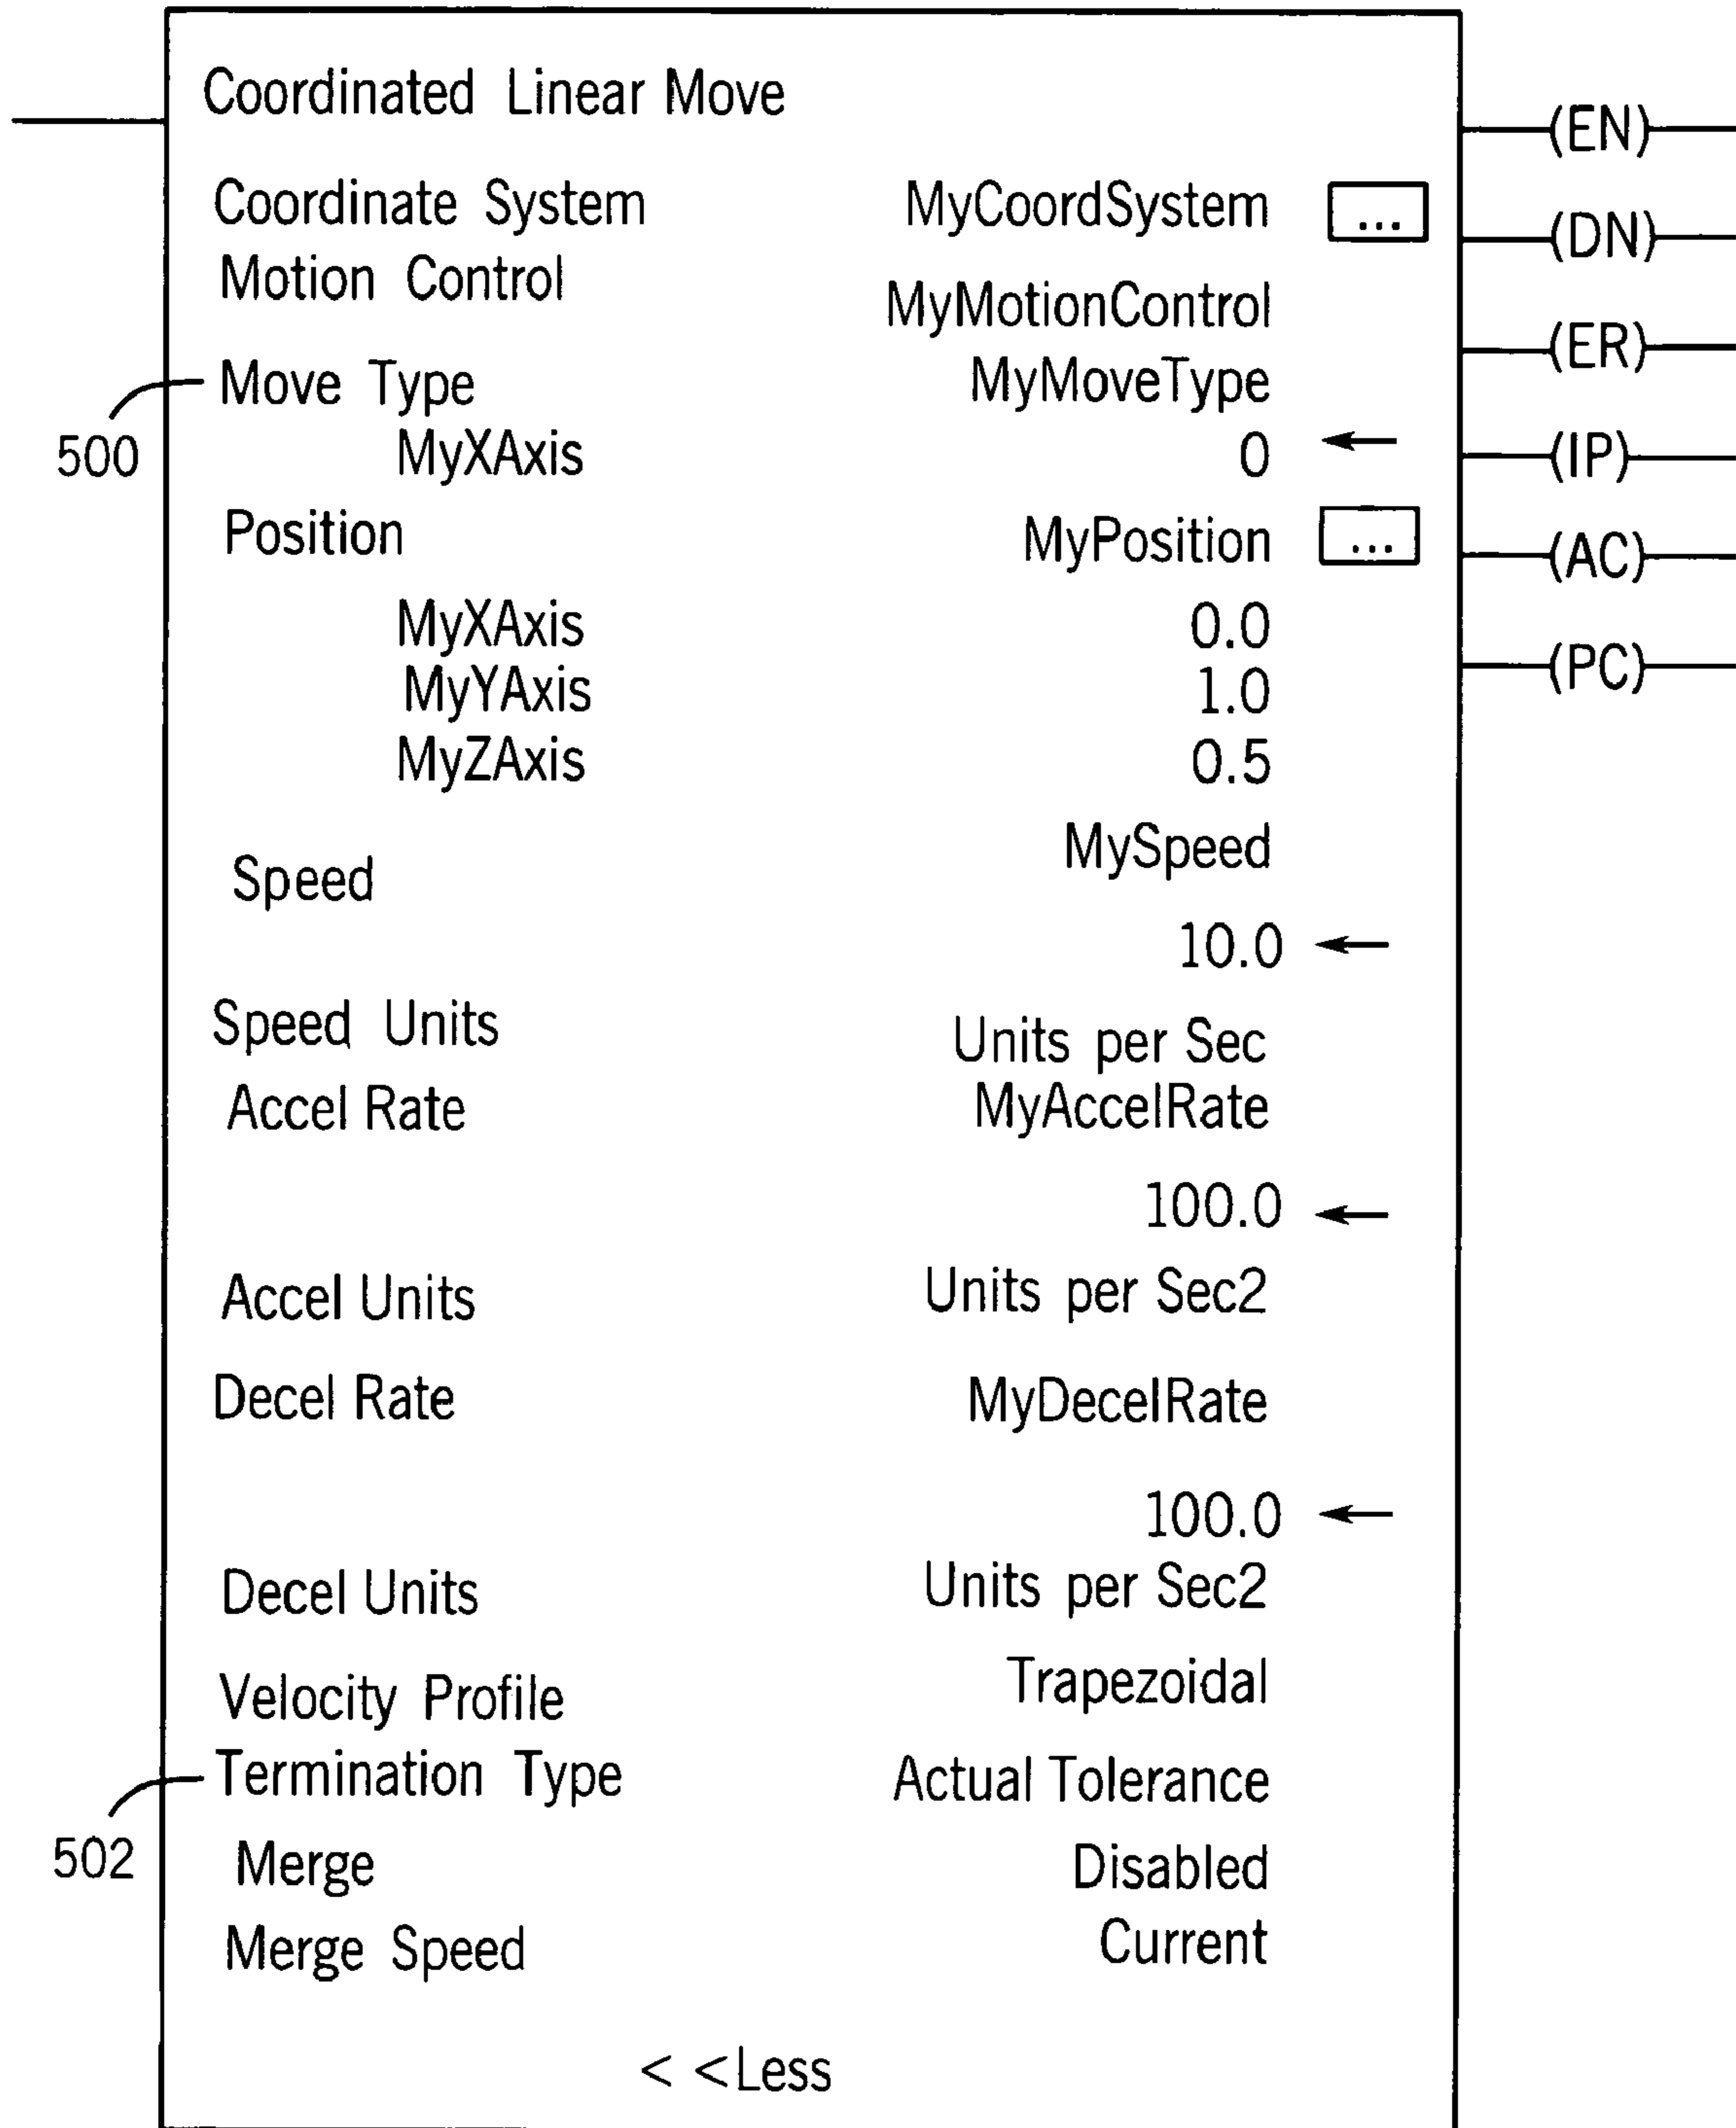 Coordinated Linear Move
(EN)
Coordinate System MyCoordSystem ...
(DN)
Motion Control MyMotionControl
(ER)
500 Move Type MyMoveType
MyXAxis 0
(IP)
Position MyPosition ...
(AC)
MyXAxis 0.0
(PC)
MyYAxis 1.0
MyZAxis 0.5
Speed MySpeed
10.0
Speed Units Units per Sec
Accel Rate MyAccelRate
100.0
Accel Units Units per Sec2
Decel Rate MyDecelRate
100.0
Decel Units Units per Sec2
Velocity Profile Trapezoidal
502 Termination Type Actual Tolerance
Merge Disabled
Merge Speed Current
< <Less